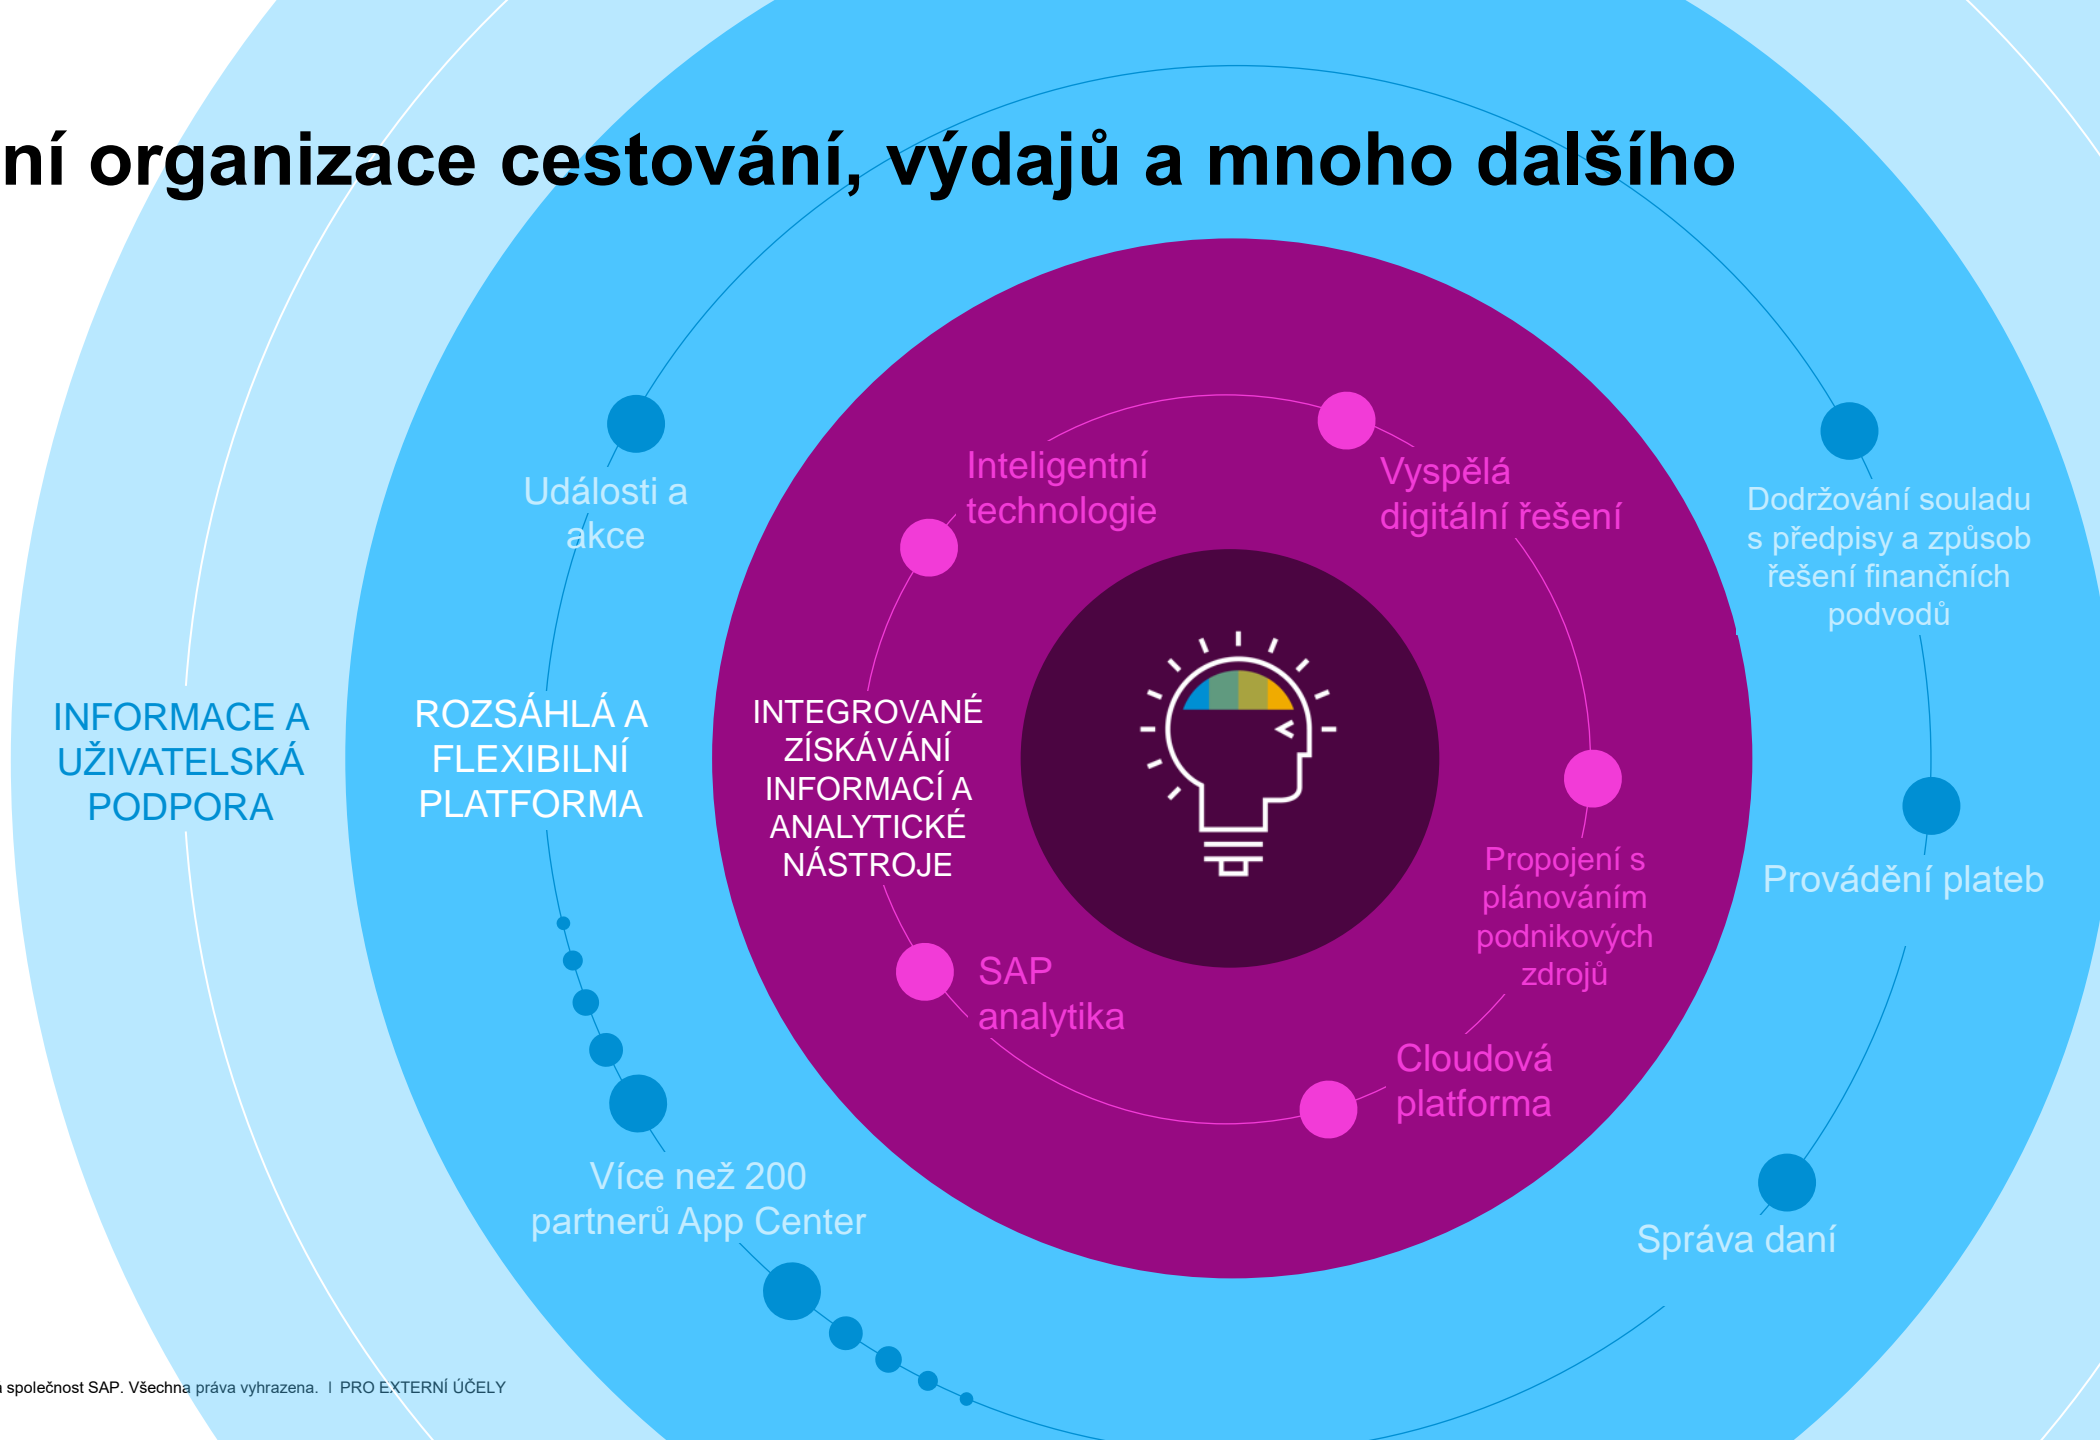 ní organizace cestování, výdajů a mnoho dalšího
Události a
akce
Inteligentní
technologie
Vyspělá
digitální řešení
Dodržování souladu
s předpisy a způsob
řešení finančních
podvodů
INFORMACE A
UŽIVATELSKÁ
PODPORA
ROZSÁHLÁ A
FLEXIBILNÍ
PLATFORMA
INTEGROVANÉ
ZÍSKÁVÁNÍ
INFORMACÍ A
ANALYTICKÉ
NÁSTROJE
Propojení s
plánováním
podnikových
zdrojů
Provádění plateb
SAP
analytika
Cloudová
platforma
Více než 200
partnerů App Center
Správa daní
společnost SAP. Všechna práva vyhrazena. ǀ PRO EXTERNÍ ÚČELY